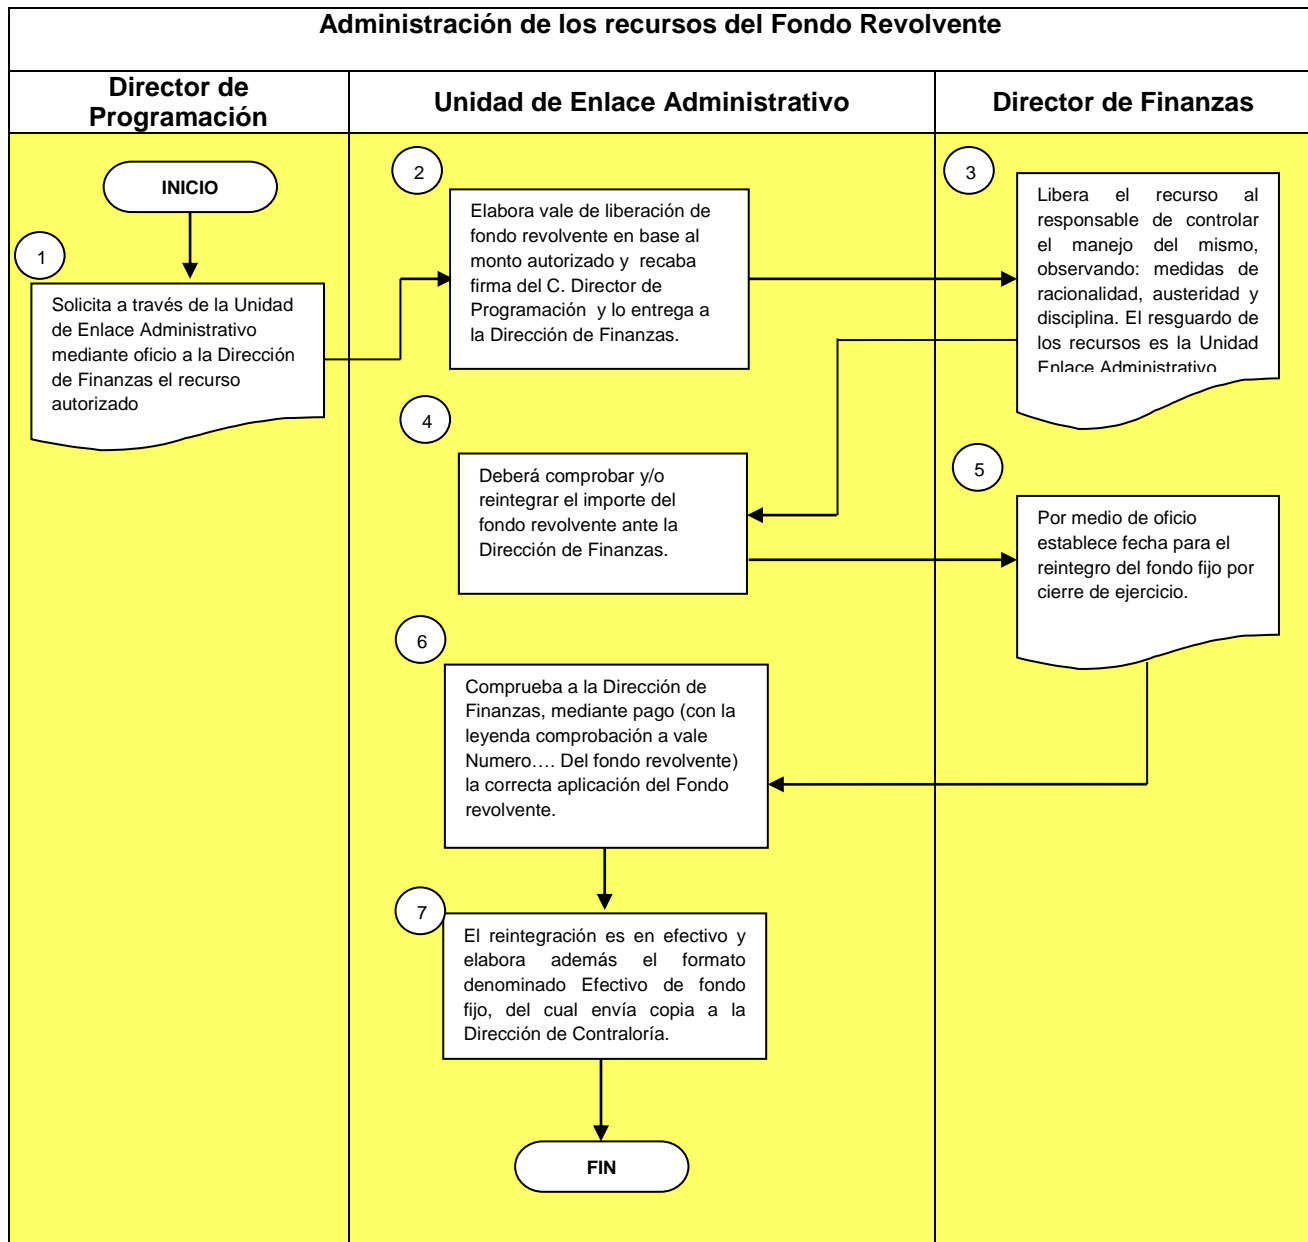 Administración de los recursos del Fondo Revolvente
Director de
Programación
Unidad de Enlace Administrativo
Director de Finanzas
INICIO
1
Solicita a través de la Unidad
de Enlace Administrativo
mediante oficio a la Dirección
de Finanzas el recurso
autorizado
2
Elabora vale de liberación de
fondo revolvente en base al
monto autorizado y recaba
firma del C. Director de
Programación y lo entrega a
la Dirección de Finanzas.
3
Libera el recurso al
responsable de controlar
el manejo del mismo,
observando: medidas de
racionalidad, austeridad y
disciplina. El resguardo de
los recursos es la Unidad
Enlace Administrativo
4
Deberá comprobar y/o
reintegrar el importe del
fondo revolvente ante la
Dirección de Finanzas.
5
Por medio de oficio
establece fecha para el
reintegro del fondo fijo por
cierre de ejercicio.
6
Comprueba a la Dirección de
Finanzas, mediante pago (con la
leyenda comprobación a vale
Numero…. Del fondo revolvente)
la correcta aplicación del Fondo
revolvente.
7
El reintegración es en efectivo y
elabora además el formato
denominado Efectivo de fondo
fijo, del cual envía copia a la
Dirección de Contraloría.
FIN